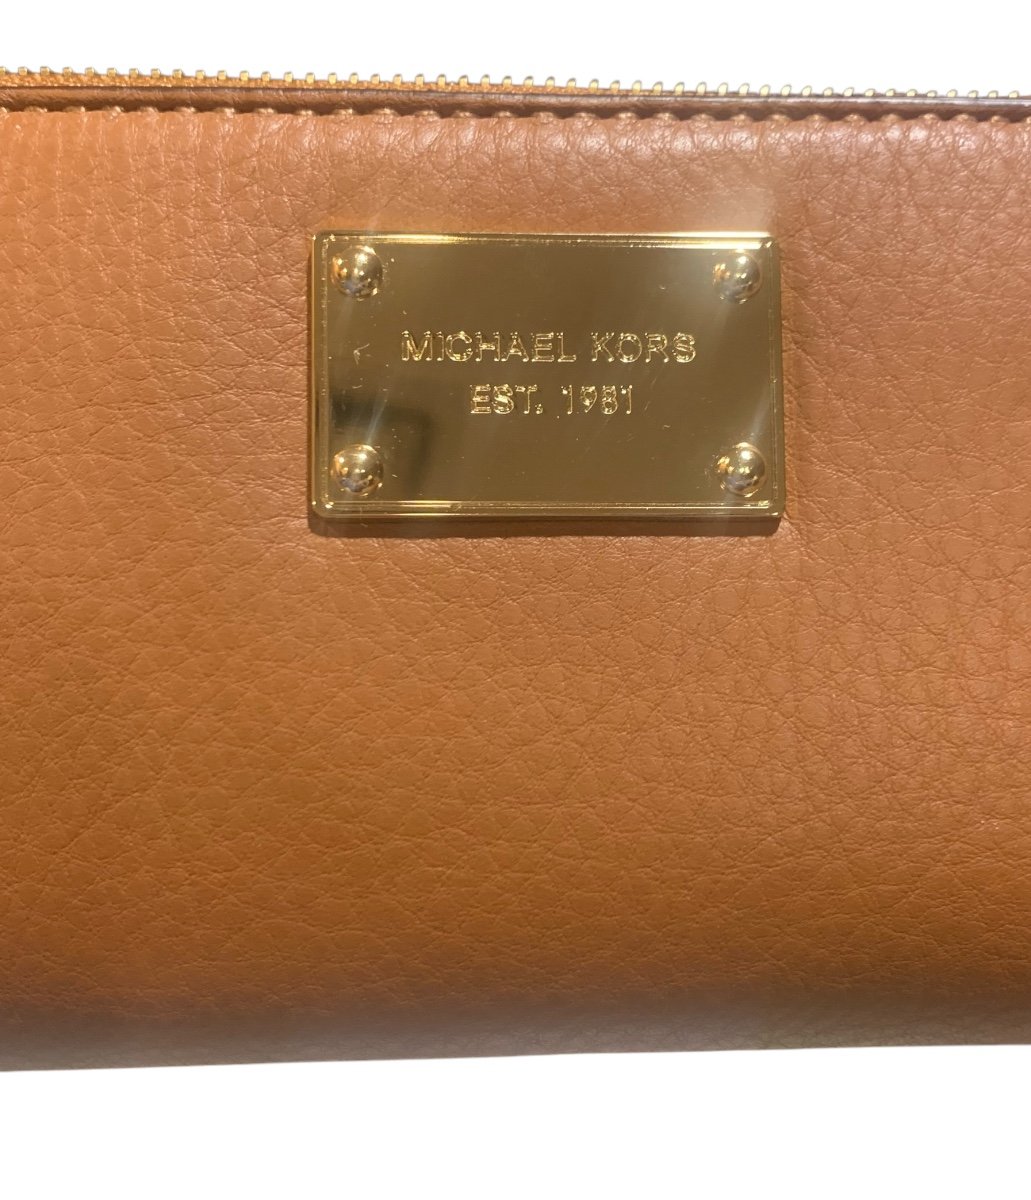 MICHAEL KORS
EST. 1981